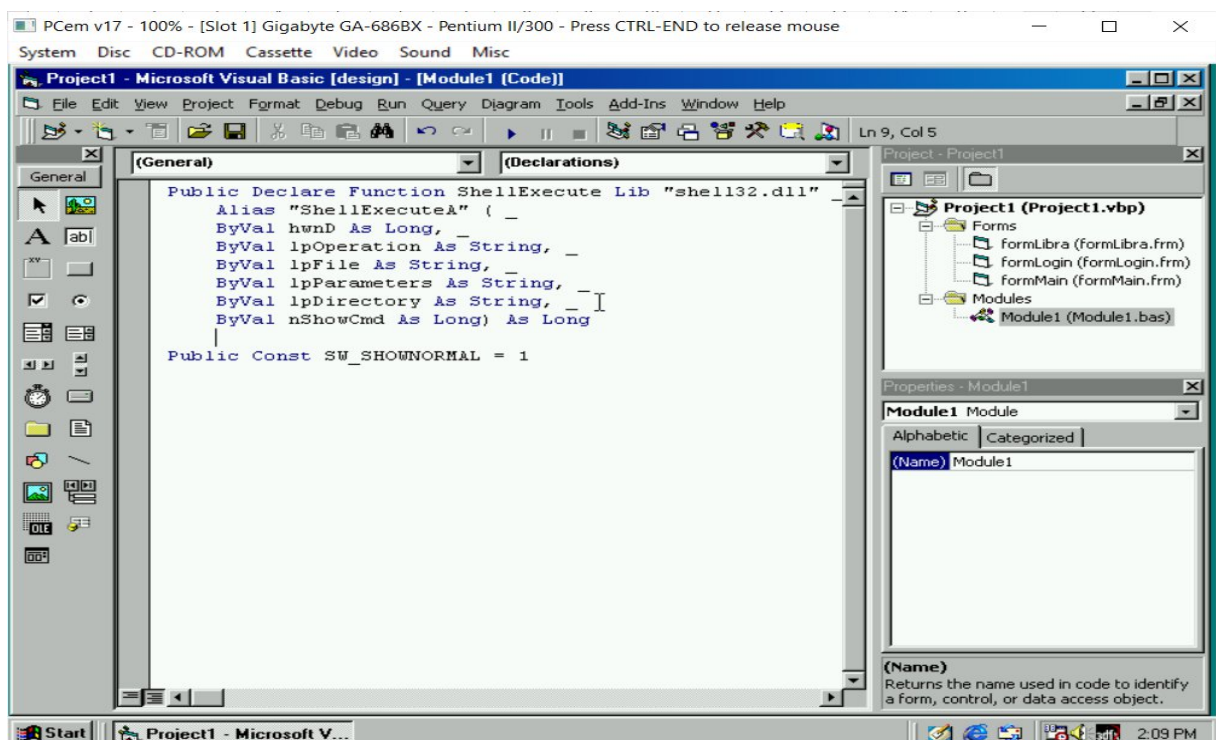 PCem v17 - 100% - [Slot 1] Gigabyte GA-686BX - Pentium II/300 - Press CTRL-END to release mouse
System Disc CD-ROM Cassette Video Sound Misc
Project1 - Microsoft Visual Basic [design] - [Module1 (Code)]
File Edit View Project Format Debug Run Query Diagram Tools Add-Ins Window Help
Ln 9, Col 5
General
A ab|
xv
OLE
(General) (Declarations)
Public Declare Function ShellExecute Lib "shell32.dll" _
Alias "ShellExecuteA" ( _
ByVal hwnD As Long, _
ByVal lpOperation As String, _
ByVal lpFile As String, _
ByVal lpParameters As String, _
ByVal lpDirectory As String, _
ByVal nShowCmd As Long) As Long
Public Const SW_SHOWNORMAL = 1
Project - Project1
Project1 (Project1.vbp)
Forms
formLibra (formLibra.frm)
formLogin (formLogin.frm)
formMain (formMain.frm)
Modules
Module1 (Module1.bas)
Properties - Module1
Module1 Module
Alphabetic Categorized
(Name) Module1
(Name)
Returns the name used in code to identify
a form, control, or data access object.
Start Project1 - Microsoft V... 2:09 PM